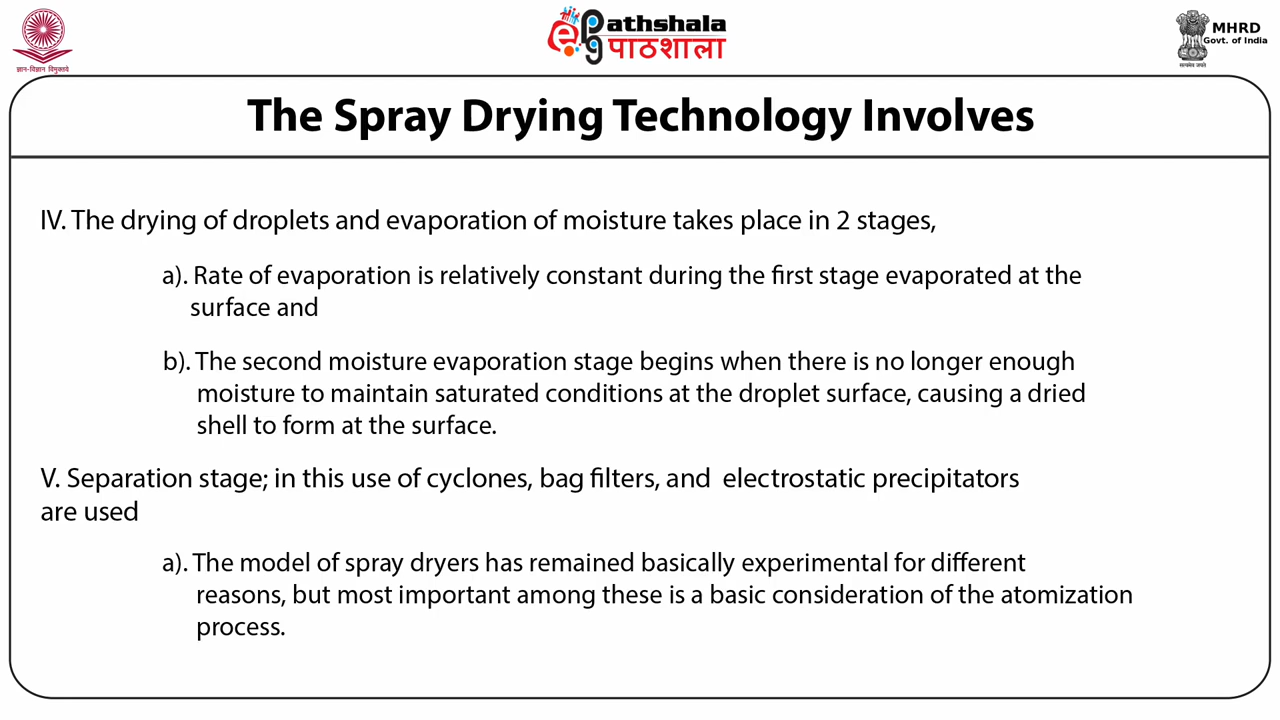 ज्ञान-विज्ञान विमुक्तये
ePathshala
पाठशाला
MHRD
Govt. of India
सत्यमेव जयते
The Spray Drying Technology Involves
IV. The drying of droplets and evaporation of moisture takes place in 2 stages,
a). Rate of evaporation is relatively constant during the first stage evaporated at the
surface and
b). The second moisture evaporation stage begins when there is no longer enough
moisture to maintain saturated conditions at the droplet surface, causing a dried
shell to form at the surface.
V. Separation stage; in this use of cyclones, bag filters, and  electrostatic precipitators
are used
a). The model of spray dryers has remained basically experimental for different
reasons, but most important among these is a basic consideration of the atomization
process.